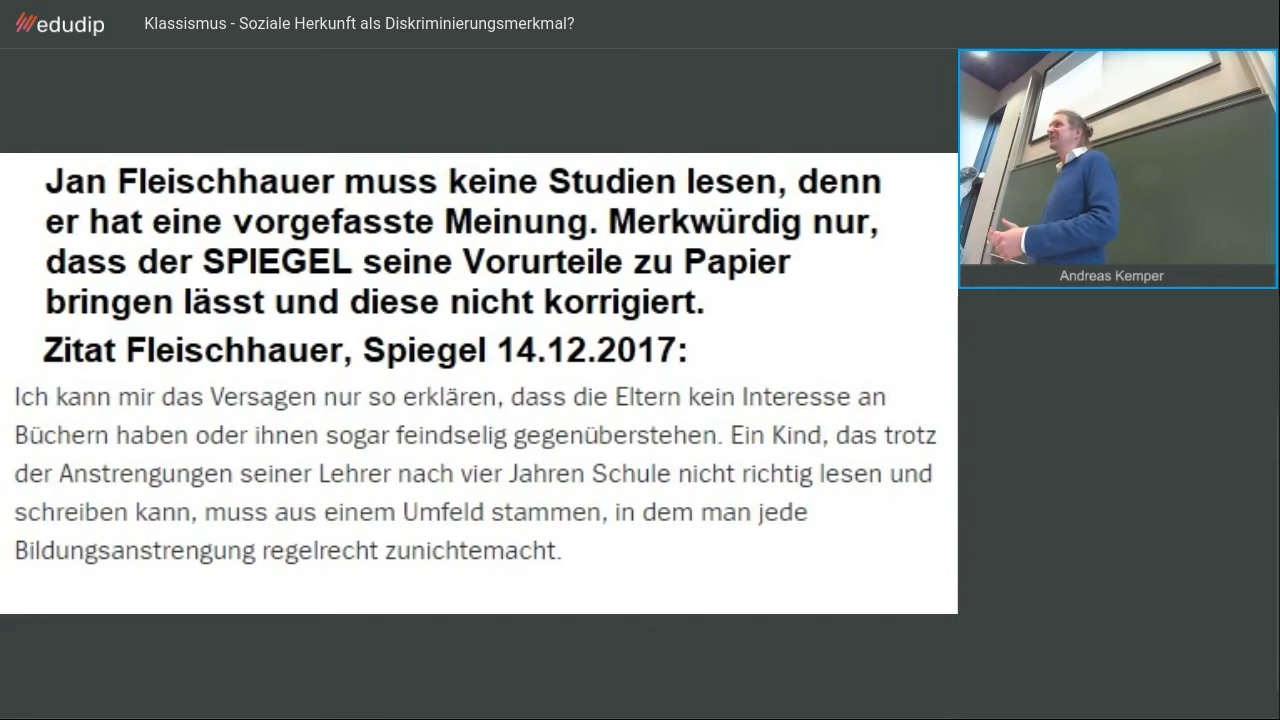 edudip
Klassismus - Soziale Herkunft als Diskriminierungsmerkmal?
Jan Fleischhauer muss keine Studien lesen, denn
er hat eine vorgefasste Meinung. Merkwürdig nur,
dass der SPIEGEL seine Vorurteile zu Papier
bringen lässt und diese nicht korrigiert.
Zitat Fleischhauer, Spiegel 14.12.2017:
Ich kann mir das Versagen nur so erklären, dass die Eltern kein Interesse an
Büchern haben oder ihnen sogar feindselig gegenüberstehen. Ein Kind, das trotz
der Anstrengungen seiner Lehrer nach vier Jahren Schule nicht richtig lesen und
schreiben kann, muss aus einem Umfeld stammen, in dem man jede
Bildungsanstrengung regelrecht zunichtemacht.
Andreas Kemper